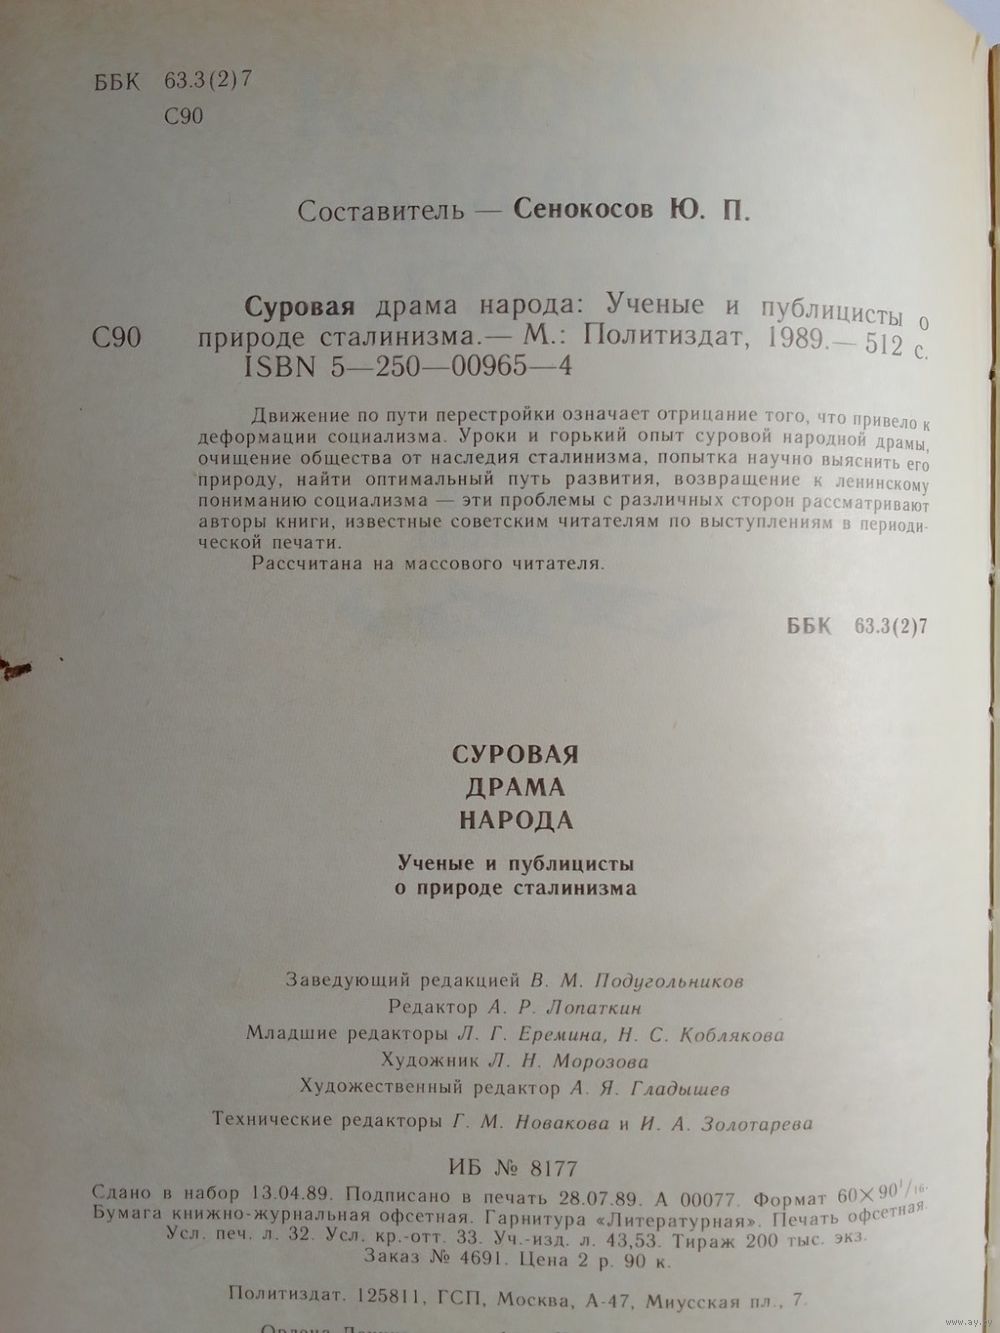 ББК 63.3(2)7
С90
Составитель — Сенокосов Ю. П.
Суровая драма народа: Ученые и публицисты о
С90 природе сталинизма.— М.: Политиздат, 1989.— 512 с.
ISBN 5—250—00965—4
Движение по пути перестройки означает отрицание того, что привело к
деформации социализма. Уроки и горький опыт суровой народной драмы,
очищение общества от наследия сталинизма, попытка научно выяснить его
природу, найти оптимальный путь развития, возвращение к ленинскому
пониманию социализма — эти проблемы с различных сторон рассматривают
авторы книги, известные советским читателям по выступлениям в периоди-
ческой печати.
Рассчитана на массового читателя.
ББК 63.3(2)7
СУРОВАЯ
ДРАМА
НАРОДА
Ученые и публицисты
о природе сталинизма
Заведующий редакцией В. М. Подугольников
Редактор А. Р. Лопаткин
Младшие редакторы Л. Г. Еремина, Н. С. Коблякова
Художник Л. Н. Морозова
Художественный редактор А. Я. Гладышев
Технические редакторы Г. М. Новакова и И. А. Золотарева
ИБ № 8177
Сдано в набор 13.04.89. Подписано в печать 28.07.89. А 00077. Формат 60×90 1/16.
Бумага книжно-журнальная офсетная. Гарнитура «Литературная». Печать офсетная.
Усл. печ. л. 32. Усл. кр.-отт. 33. Уч.-изд. л. 43,53. Тираж 200 тыс. экз.
Заказ № 4691. Цена 2 р. 90 к.
Политиздат. 125811, ГСП, Москва, А-47, Миусская пл., 7.
www.ay.by